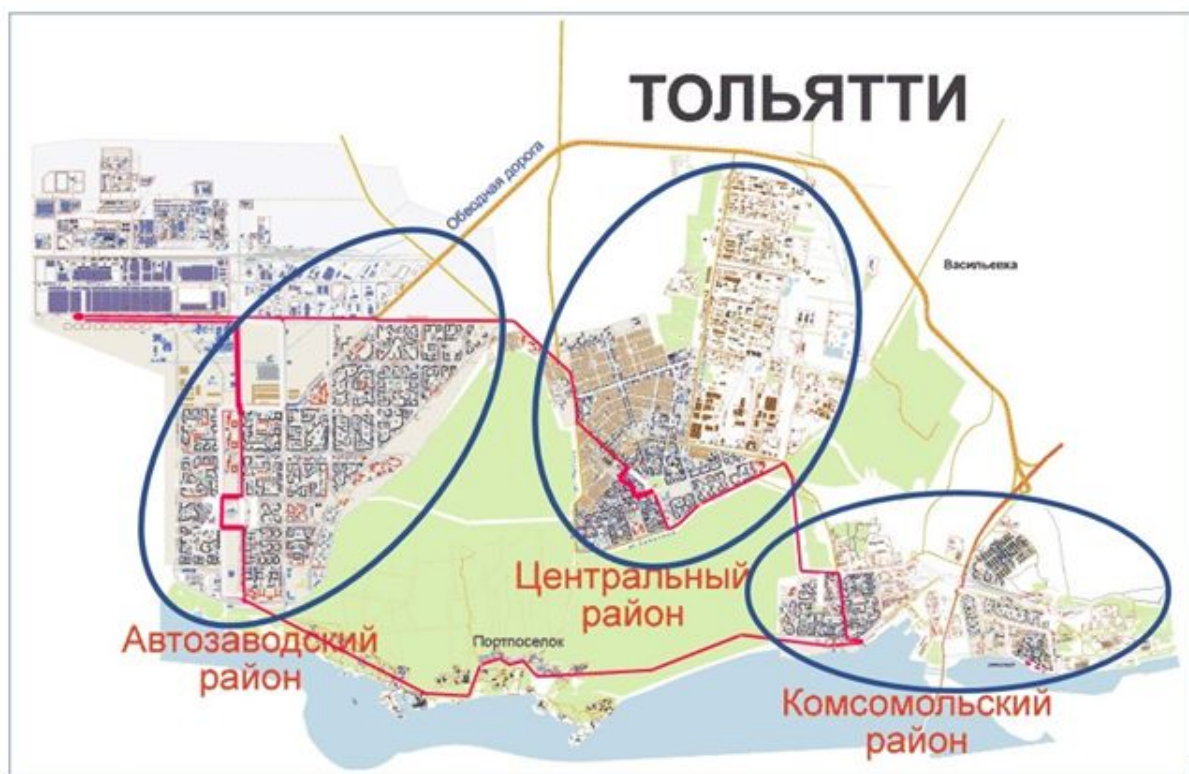 ТОЛЬЯТТИ
Обводная дорога
Васильевка
Центральный
район
Автозаводский
район
Портпоселок
Комсомольский
район